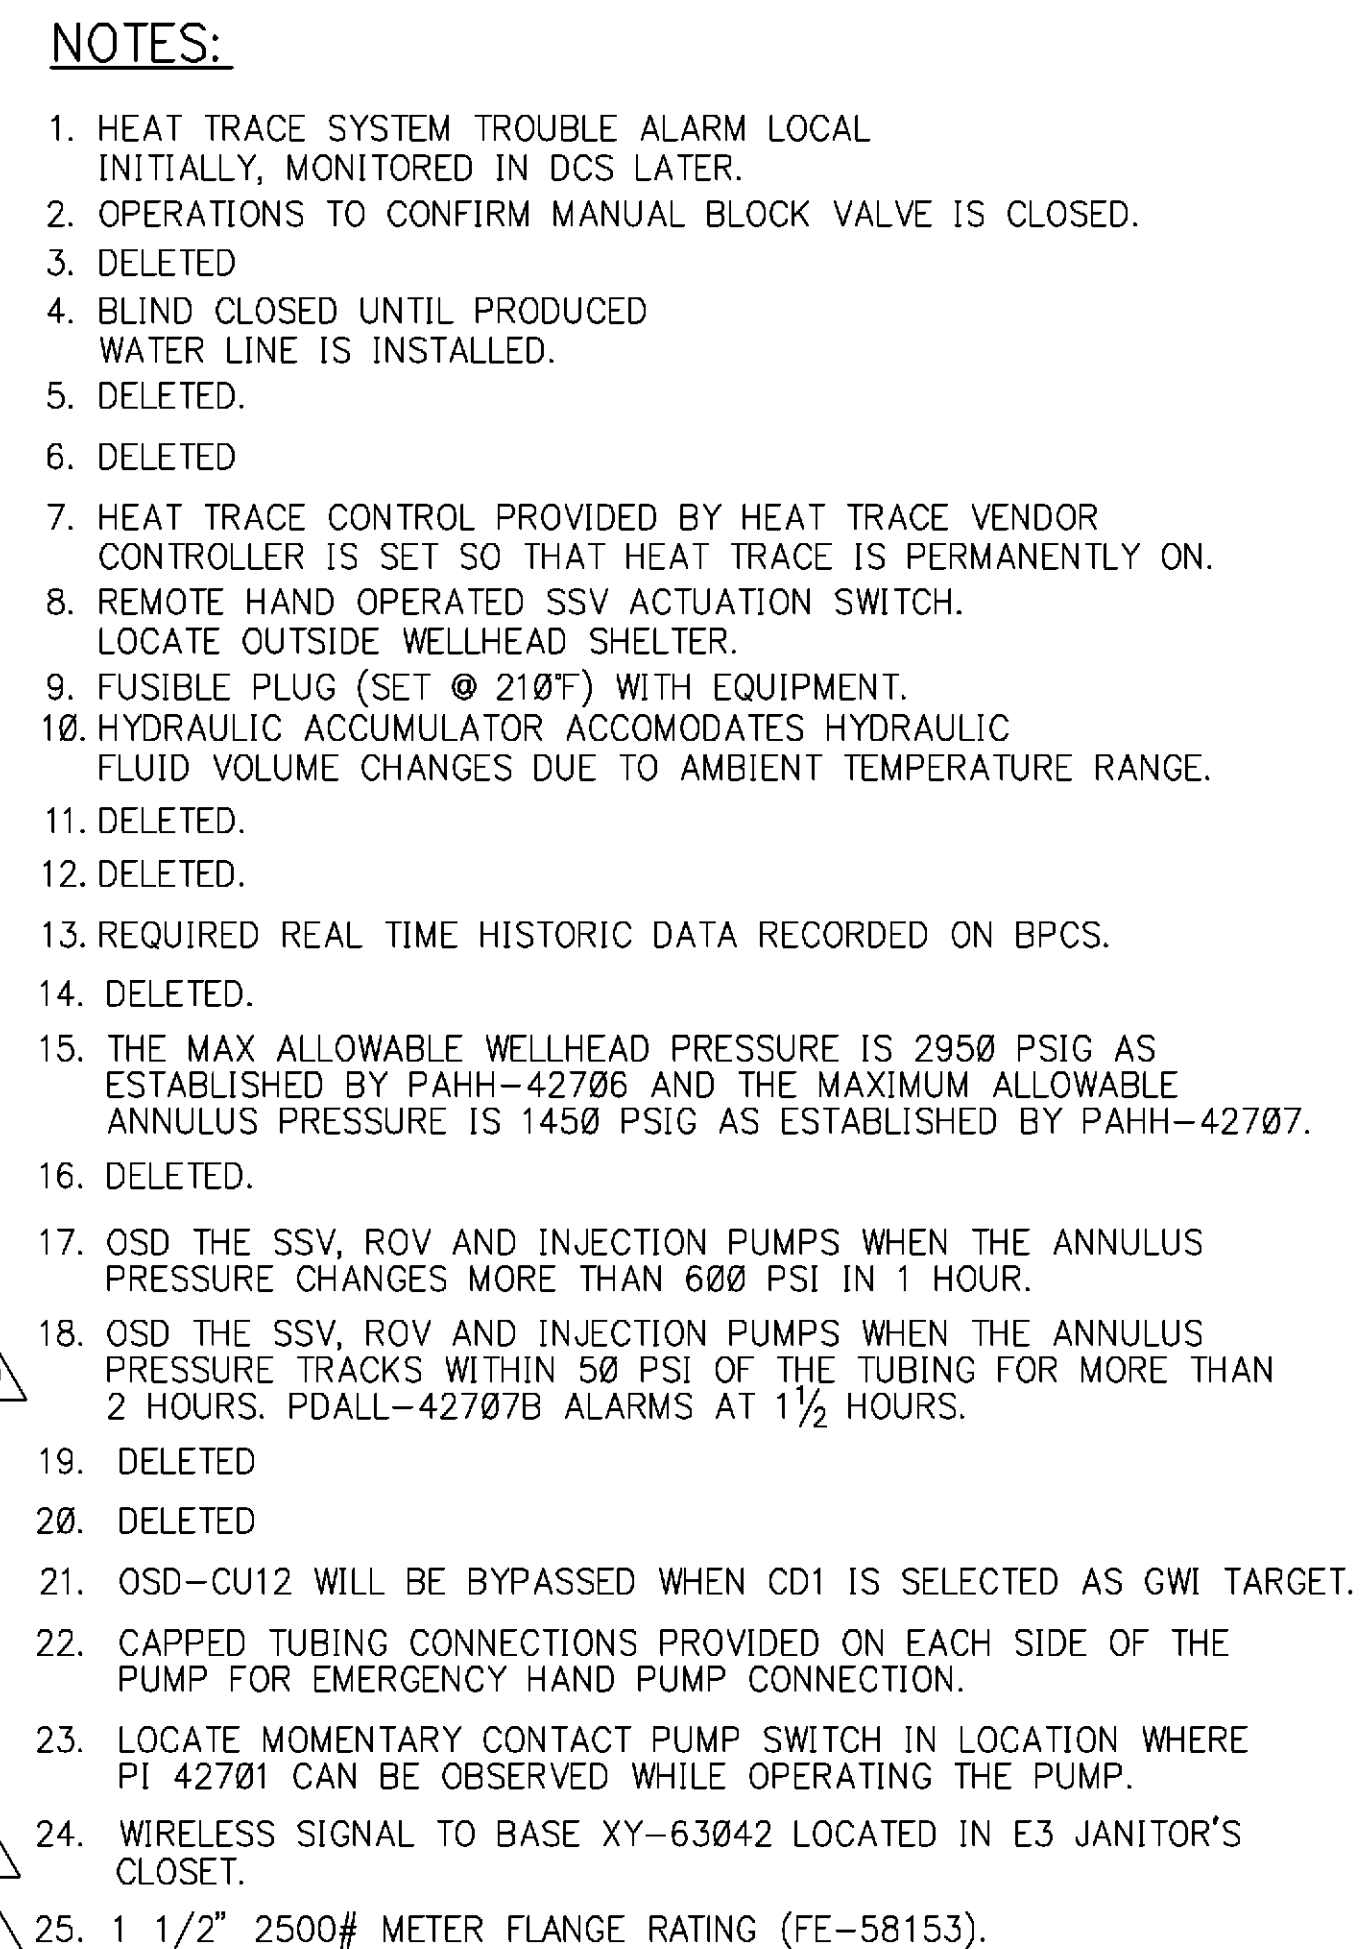 NOTES:
1. HEAT TRACE SYSTEM TROUBLE ALARM LOCAL
INITIALLY, MONITORED IN DCS LATER.
2. OPERATIONS TO CONFIRM MANUAL BLOCK VALVE IS CLOSED.
3. DELETED
4. BLIND CLOSED UNTIL PRODUCED
WATER LINE IS INSTALLED.
5. DELETED.
6. DELETED
7. HEAT TRACE CONTROL PROVIDED BY HEAT TRACE VENDOR
CONTROLLER IS SET SO THAT HEAT TRACE IS PERMANENTLY ON.
8. REMOTE HAND OPERATED SSV ACTUATION SWITCH.
LOCATE OUTSIDE WELLHEAD SHELTER.
9. FUSIBLE PLUG (SET @ 210°F) WITH EQUIPMENT.
10. HYDRAULIC ACCUMULATOR ACCOMODATES HYDRAULIC
FLUID VOLUME CHANGES DUE TO AMBIENT TEMPERATURE RANGE.
11. DELETED.
12. DELETED.
13. REQUIRED REAL TIME HISTORIC DATA RECORDED ON BPCS.
14. DELETED.
15. THE MAX ALLOWABLE WELLHEAD PRESSURE IS 2950 PSIG AS
ESTABLISHED BY PAHH-42706 AND THE MAXIMUM ALLOWABLE
ANNULUS PRESSURE IS 1450 PSIG AS ESTABLISHED BY PAHH-42707.
16. DELETED.
17. OSD THE SSV, ROV AND INJECTION PUMPS WHEN THE ANNULUS
PRESSURE CHANGES MORE THAN 600 PSI IN 1 HOUR.
18. OSD THE SSV, ROV AND INJECTION PUMPS WHEN THE ANNULUS
PRESSURE TRACKS WITHIN 50 PSI OF THE TUBING FOR MORE THAN
2 HOURS. PDALL-42707B ALARMS AT 1½ HOURS.
19. DELETED
20. DELETED
21. OSD-CU12 WILL BE BYPASSED WHEN CD1 IS SELECTED AS GWI TARGET.
22. CAPPED TUBING CONNECTIONS PROVIDED ON EACH SIDE OF THE
PUMP FOR EMERGENCY HAND PUMP CONNECTION.
23. LOCATE MOMENTARY CONTACT PUMP SWITCH IN LOCATION WHERE
PI 42701 CAN BE OBSERVED WHILE OPERATING THE PUMP.
24. WIRELESS SIGNAL TO BASE XY-63042 LOCATED IN E3 JANITOR'S
CLOSET.
25. 1 1/2" 2500# METER FLANGE RATING (FE-58153).